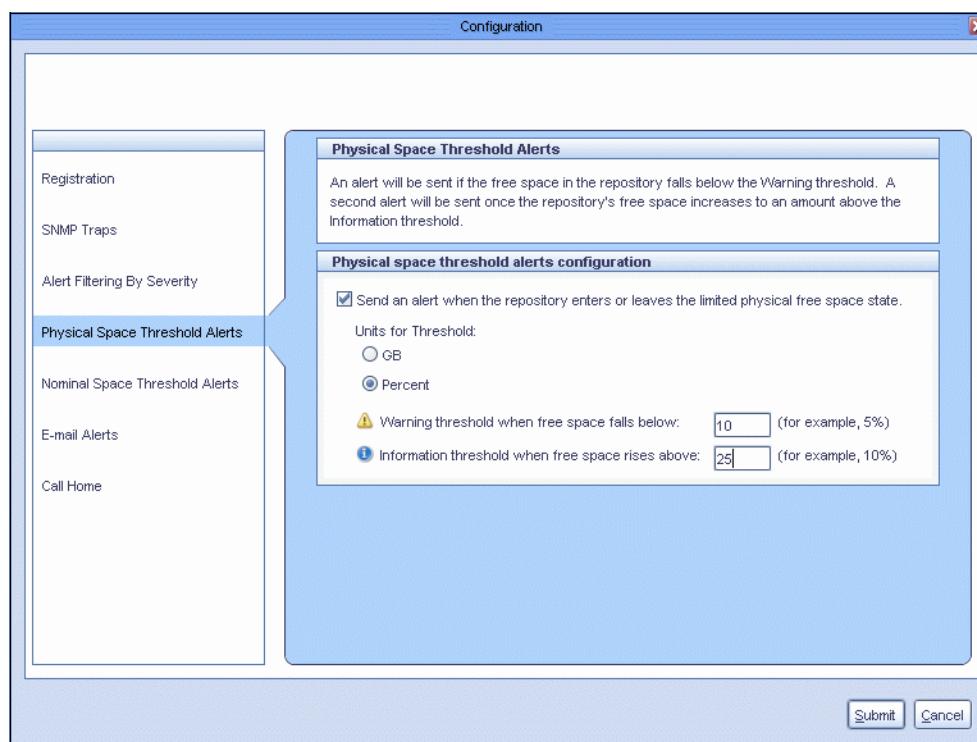 Configuration
Registration
SNMP Traps
Alert Filtering By Severity
Physical Space Threshold Alerts
Nominal Space Threshold Alerts
E-mail Alerts
Call Home
Physical Space Threshold Alerts
An alert will be sent if the free space in the repository falls below the Warning threshold. A
second alert will be sent once the repository's free space increases to an amount above the
Information threshold.
Physical space threshold alerts configuration
Send an alert when the repository enters or leaves the limited physical free space state.
Units for Threshold:
GB
Percent
Warning threshold when free space falls below: 10 (for example, 5%)
Information threshold when free space rises above: 25 (for example, 10%)
Submit Cancel